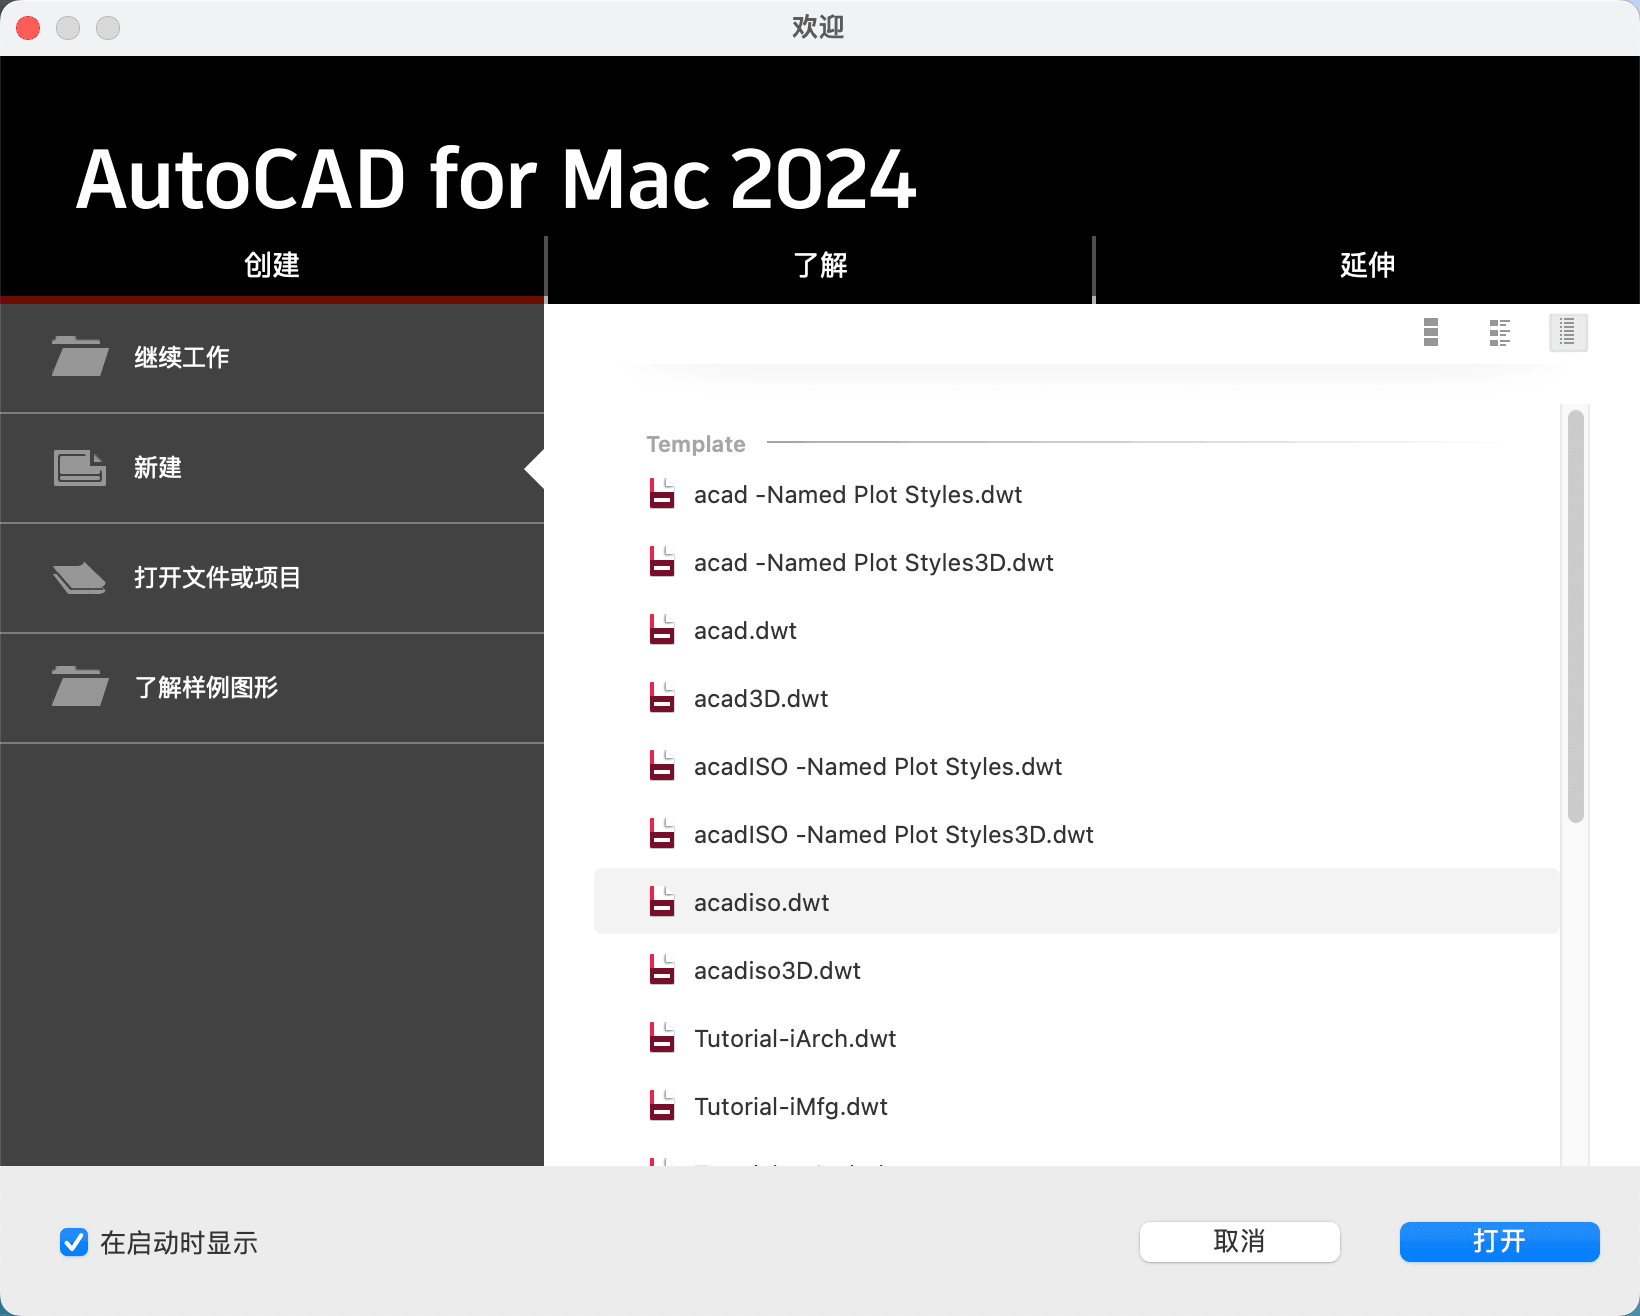 欢迎
AutoCAD for Mac 2024
创建
了解
延伸
继续工作
新建
打开文件或项目
了解样例图形
Template
acad -Named Plot Styles.dwt
acad -Named Plot Styles3D.dwt
acad.dwt
acad3D.dwt
acadISO -Named Plot Styles.dwt
acadISO -Named Plot Styles3D.dwt
acadiso.dwt
acadiso3D.dwt
Tutorial-iArch.dwt
Tutorial-iMfg.dwt
在启动时显示
取消
打开